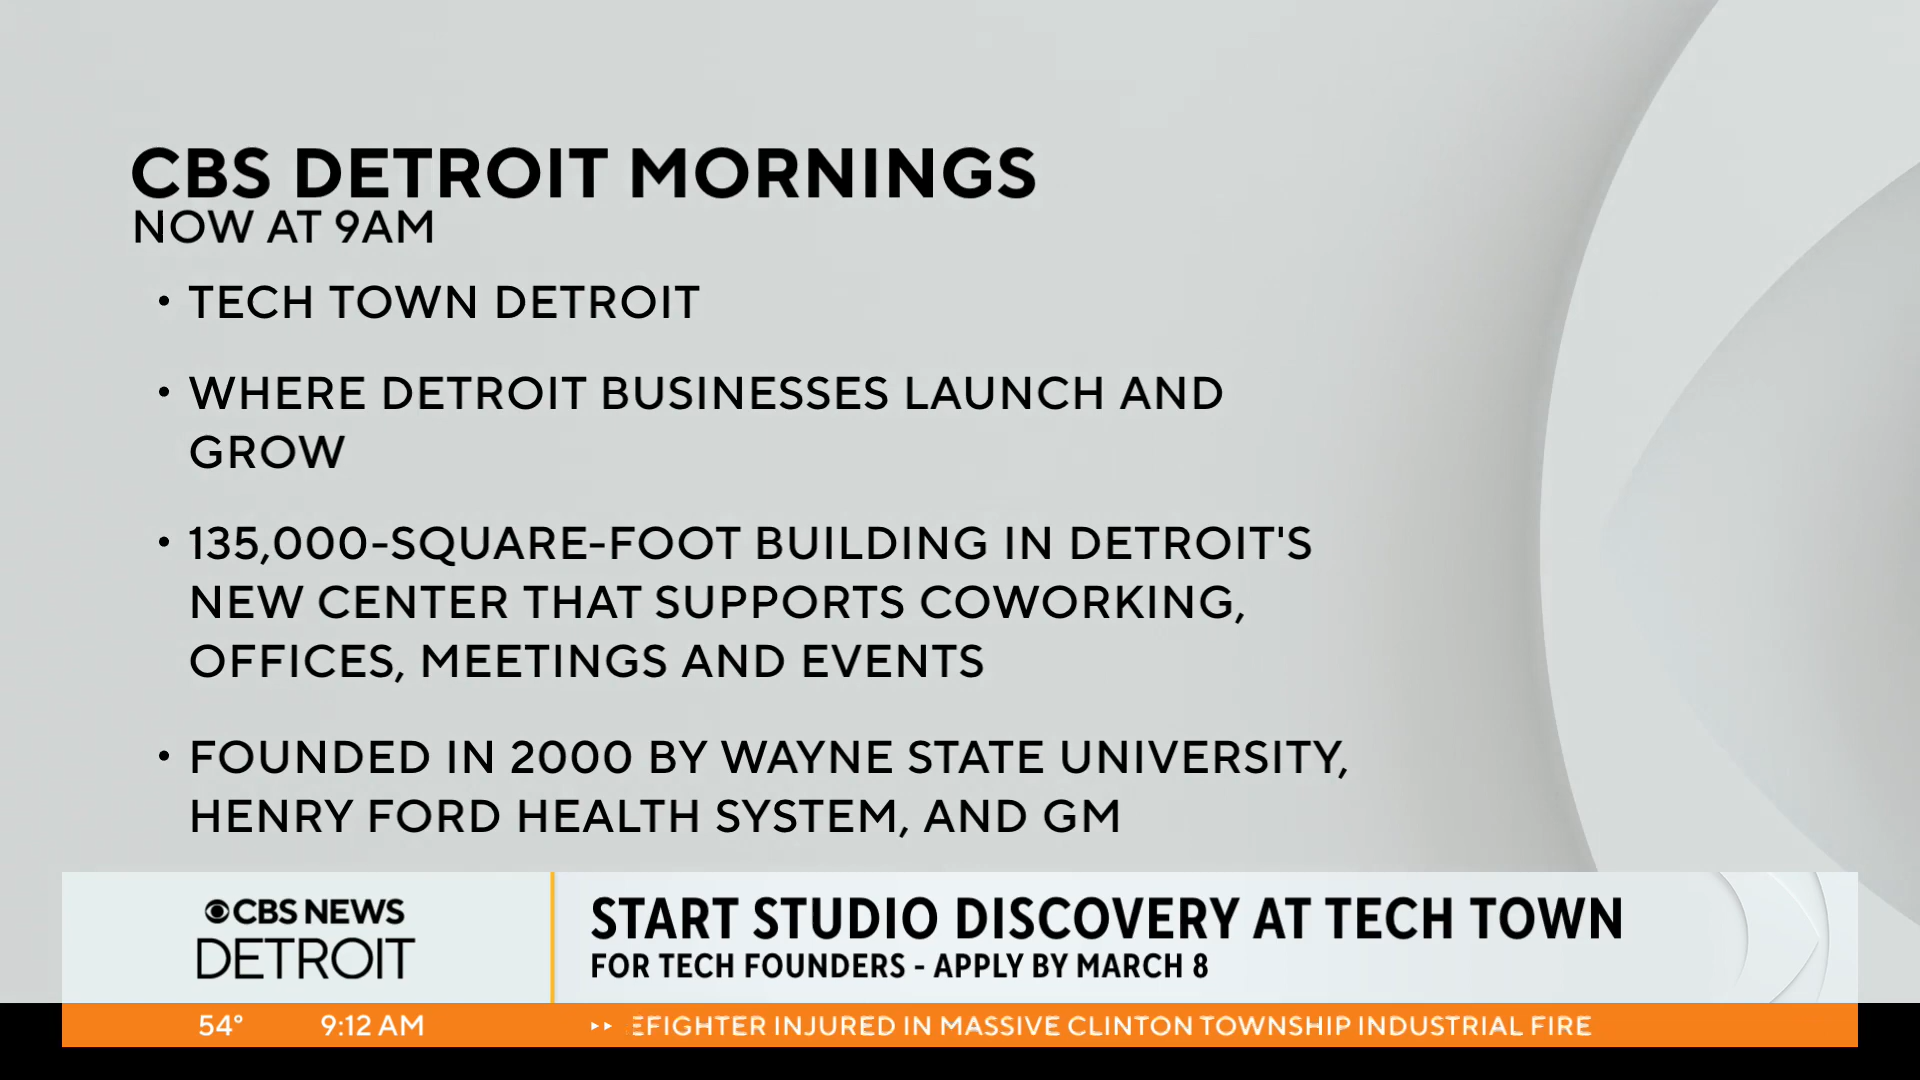 CBS DETROIT MORNINGS
NOW AT 9AM
• TECH TOWN DETROIT
• WHERE DETROIT BUSINESSES LAUNCH AND
GROW
• 135,000-SQUARE-FOOT BUILDING IN DETROIT'S
NEW CENTER THAT SUPPORTS COWORKING,
OFFICES, MEETINGS AND EVENTS
• FOUNDED IN 2000 BY WAYNE STATE UNIVERSITY,
HENRY FORD HEALTH SYSTEM, AND GM
CBS NEWS
DETROIT
START STUDIO DISCOVERY AT TECH TOWN
FOR TECH FOUNDERS - APPLY BY MARCH 8
54° 9:12 AM EFIGHTER INJURED IN MASSIVE CLINTON TOWNSHIP INDUSTRIAL FIRE